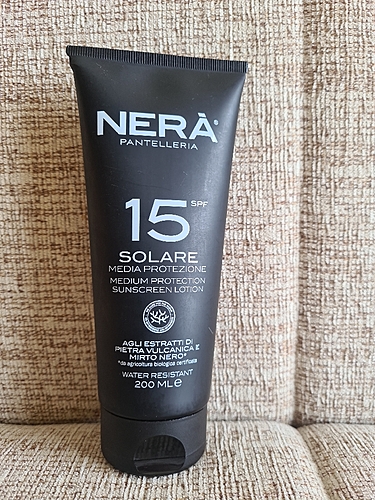 NERÀ®
PANTELLERIA
15 SPF
SOLARE
MEDIA PROTEZIONE
MEDIUM PROTECTION
SUNSCREEN LOTION
AGLI ESTRATTI DI
PIETRA VULCANICA E
MIRTO NERO*
*da agricoltura biologica certificata
WATER RESISTANT
200 ML ℮